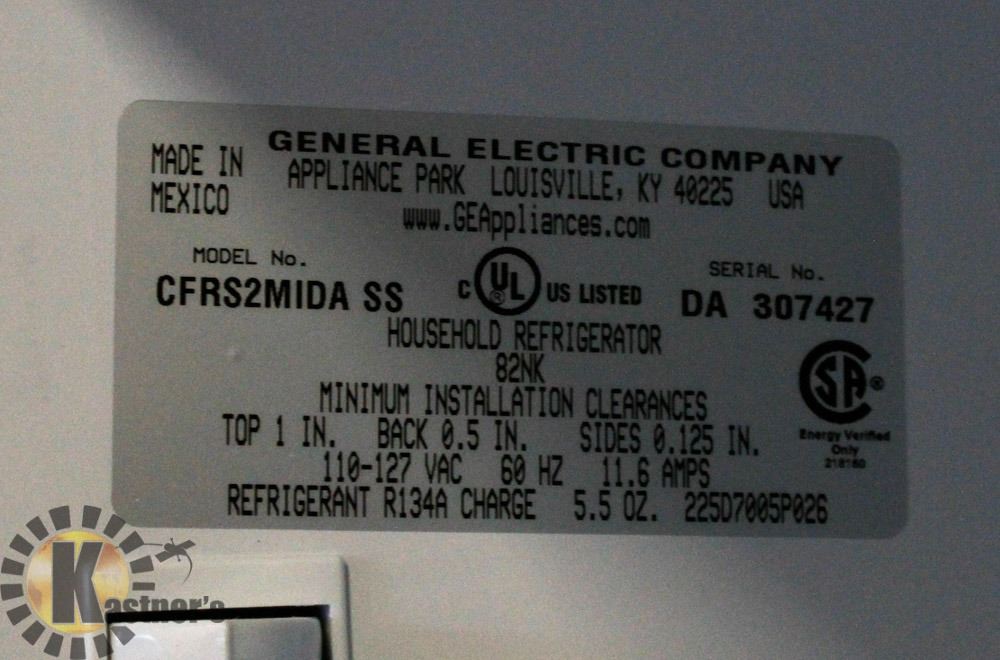 GENERAL ELECTRIC COMPANY
MADE IN MEXICO
APPLIANCE PARK LOUISVILLE, KY 40225 USA
www.GEAppliances.com
MODEL No.
CFRS2MIDA SS
C UL ® US LISTED
SERIAL No.
DA 307427
HOUSEHOLD REFRIGERATOR
82NK
MINIMUM INSTALLATION CLEARANCES
TOP 1 IN. BACK 0.5 IN. SIDES 0.125 IN.
110-127 VAC 60 HZ 11.6 AMPS
REFRIGERANT R134A CHARGE 5.5 OZ. 225D7005P026
SA ®
Energy Verified
Only
218160
Kastner's